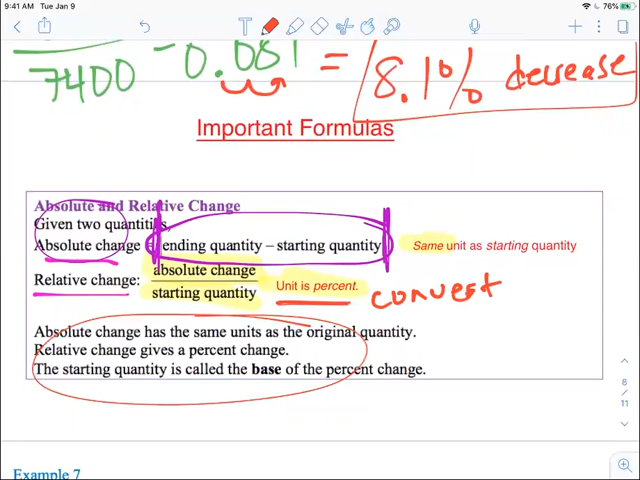 9:41 AM Tue Jan 9
76%
7400
-0.081 = 8.1% decrease
Important Formulas
Absolute and Relative Change
Given two quantities,
Absolute change = ending quantity – starting quantity Same unit as starting quantity
Relative change: absolute change
starting quantity
Unit is percent. convert
Absolute change has the same units as the original quantity.
Relative change gives a percent change.
The starting quantity is called the base of the percent change.
8
/
11
Example 7